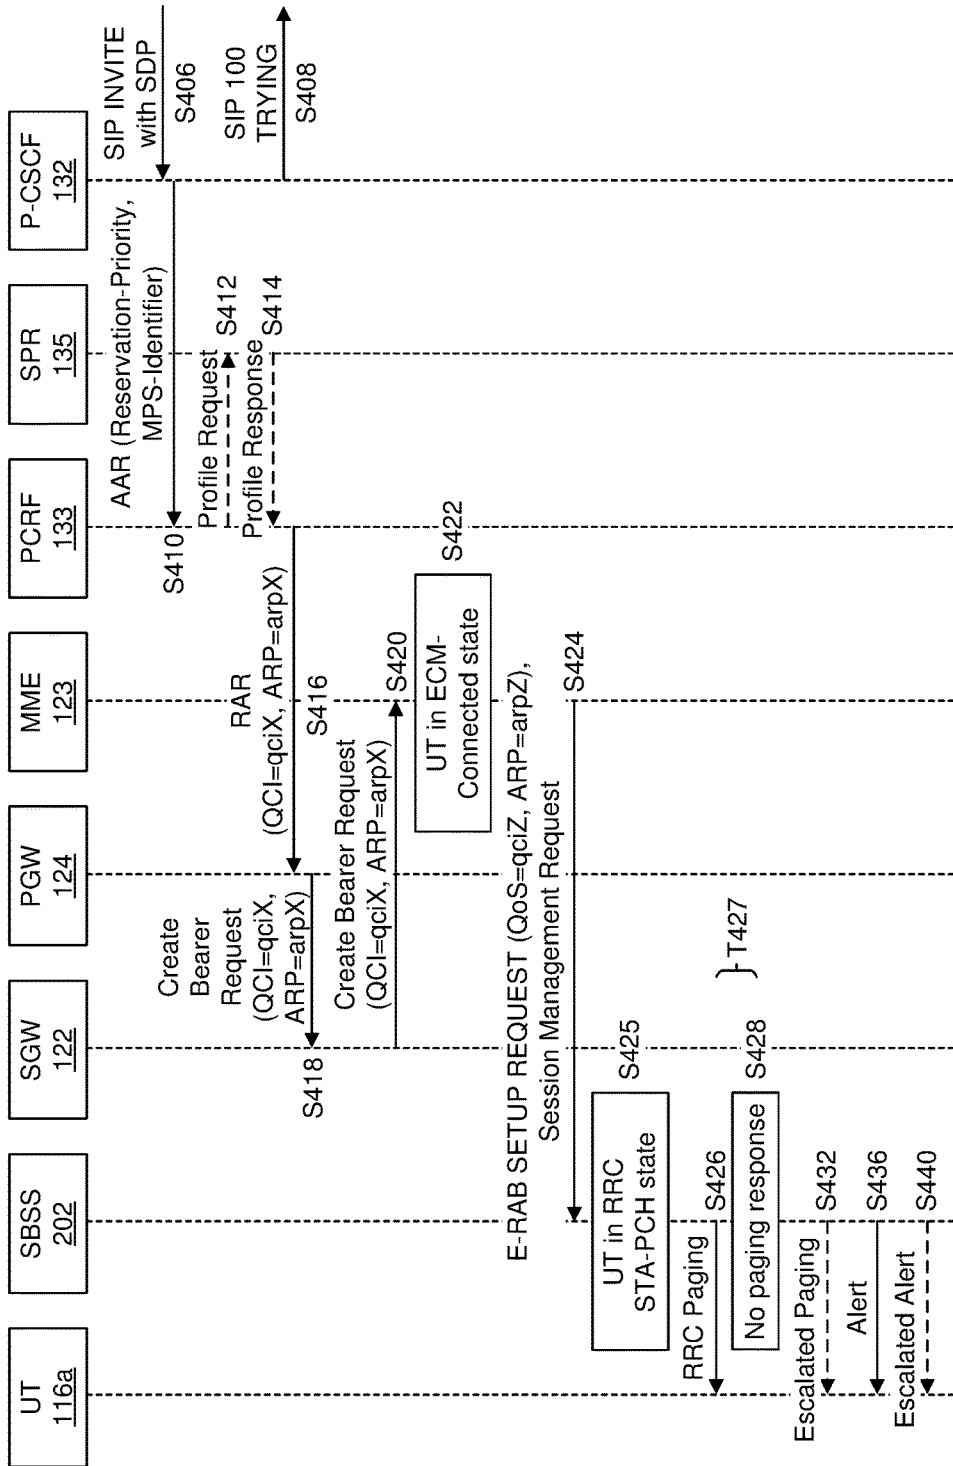 UT
116a
SBSS
202
SGW
122
PGW
124
MME
123
PCRF
133
SPR
135
P-CSCF
132
SIP INVITE
with SDP
S406
SIP 100
TRYING
S408
AAR (Reservation-Priority,
MPS-Identifier)
S410
Profile Request
S412
Profile Response
S414
RAR
(QCI=qciX, ARP=arpX)
S416
Create
Bearer
Request
(QCI=qciX,
ARP=arpX)
S418
Create Bearer Request
(QCI=qciX, ARP=arpX)
S420
UT in ECM-
Connected state
S422
E-RAB SETUP REQUEST (QoS=qciZ, ARP=arpZ),
Session Management Request
S424
UT in RRC
STA-PCH state
S425
RRC Paging
S426
T427
No paging response
S428
Escalated Paging
S432
Alert
S436
Escalated Alert
S440